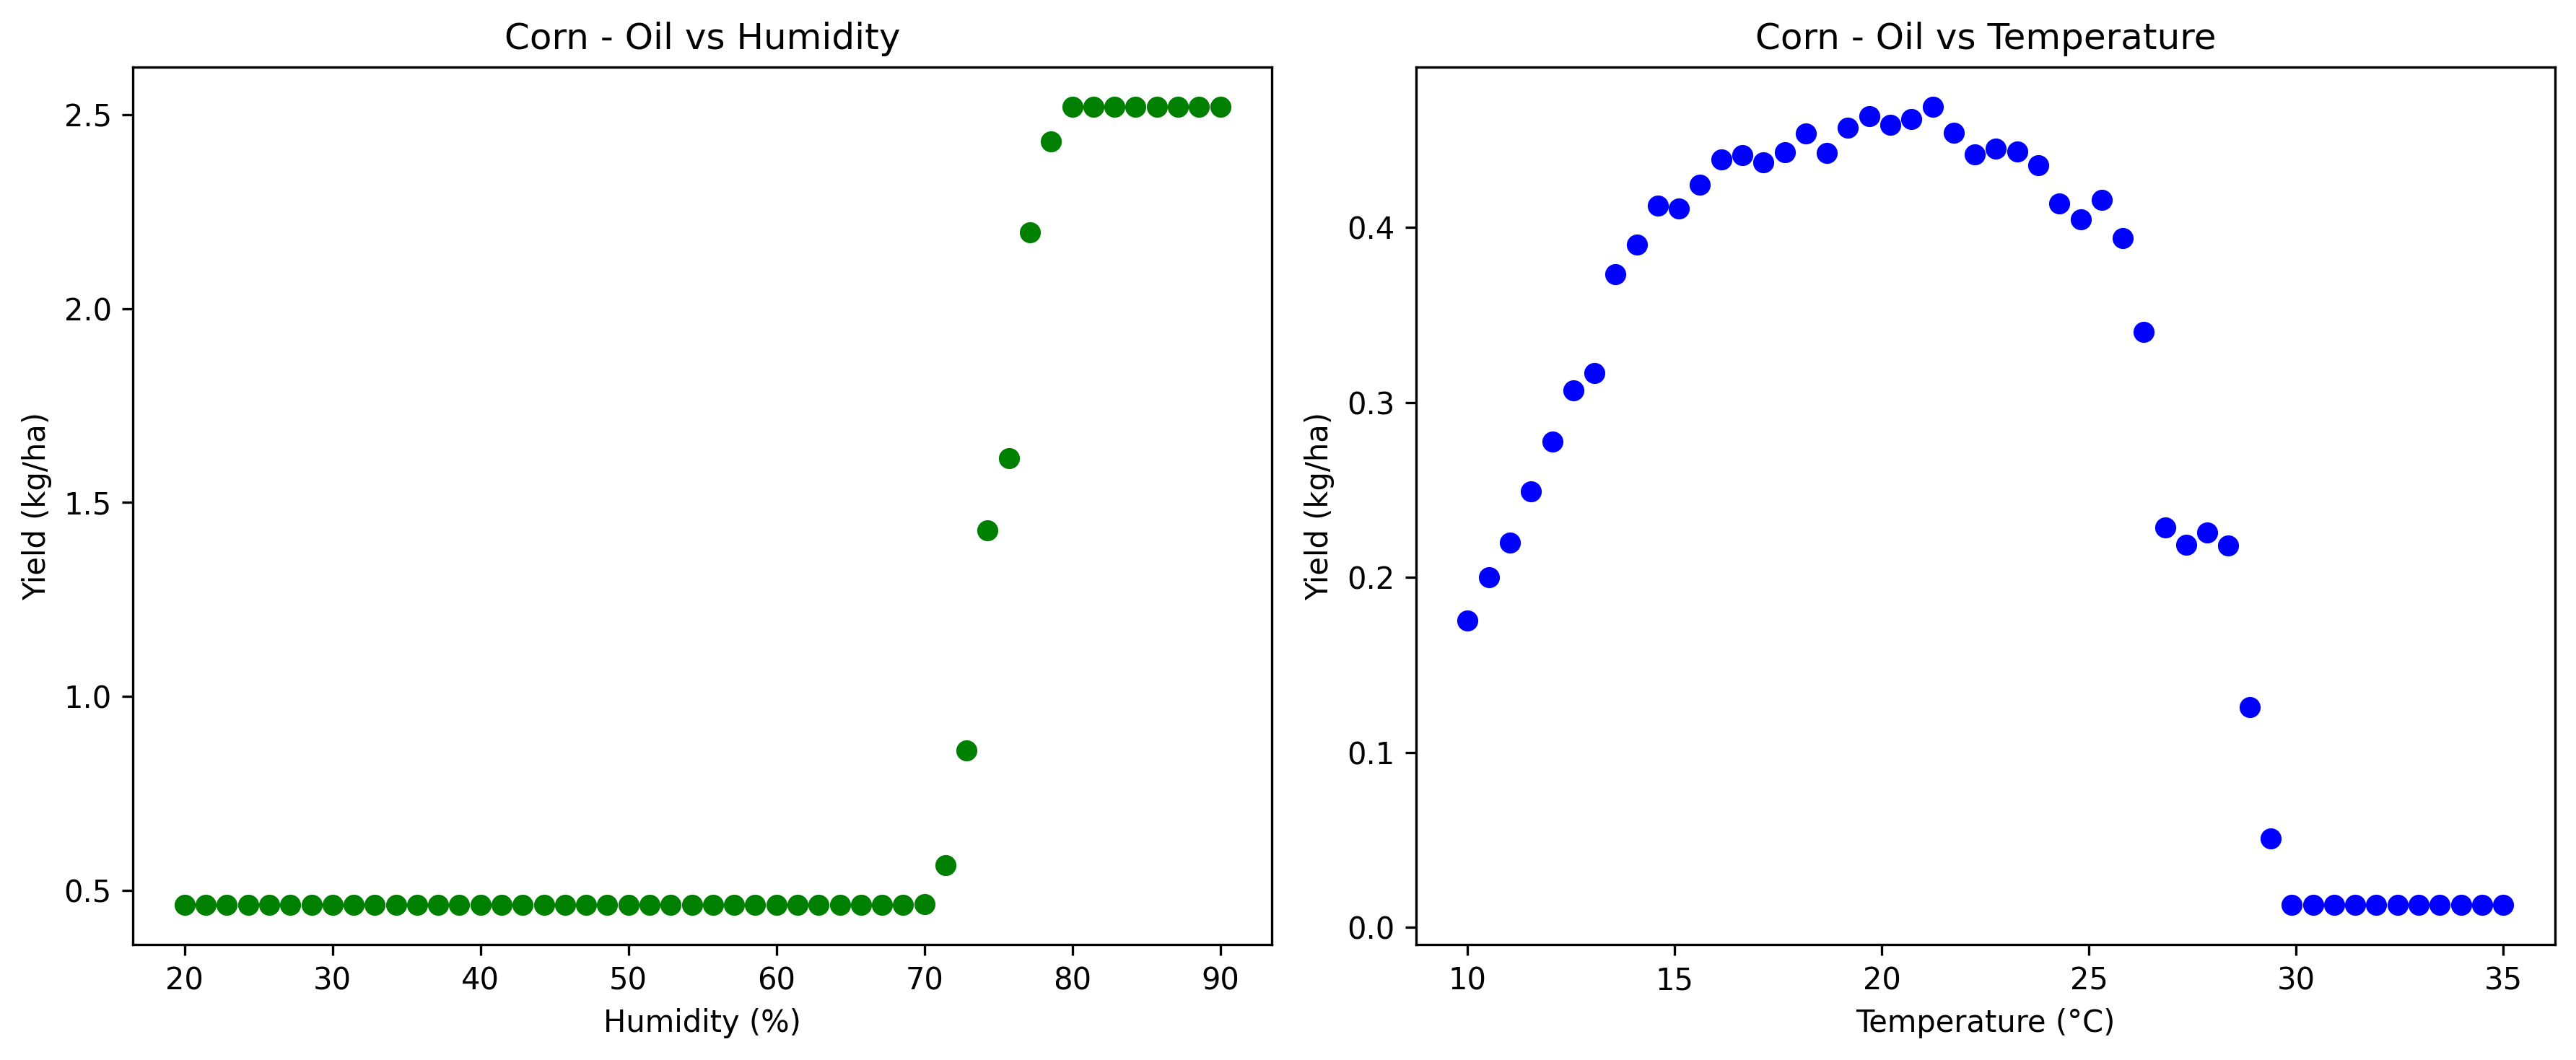 Corn - Oil vs Humidity
Yield (kg/ha)
2.5
2.0
1.5
1.0
0.5
20 30 40 50 60 70 80 90
Humidity (%)
Corn - Oil vs Temperature
Yield (kg/ha)
0.4
0.3
0.2
0.1
0.0
10 15 20 25 30 35
Temperature (°C)